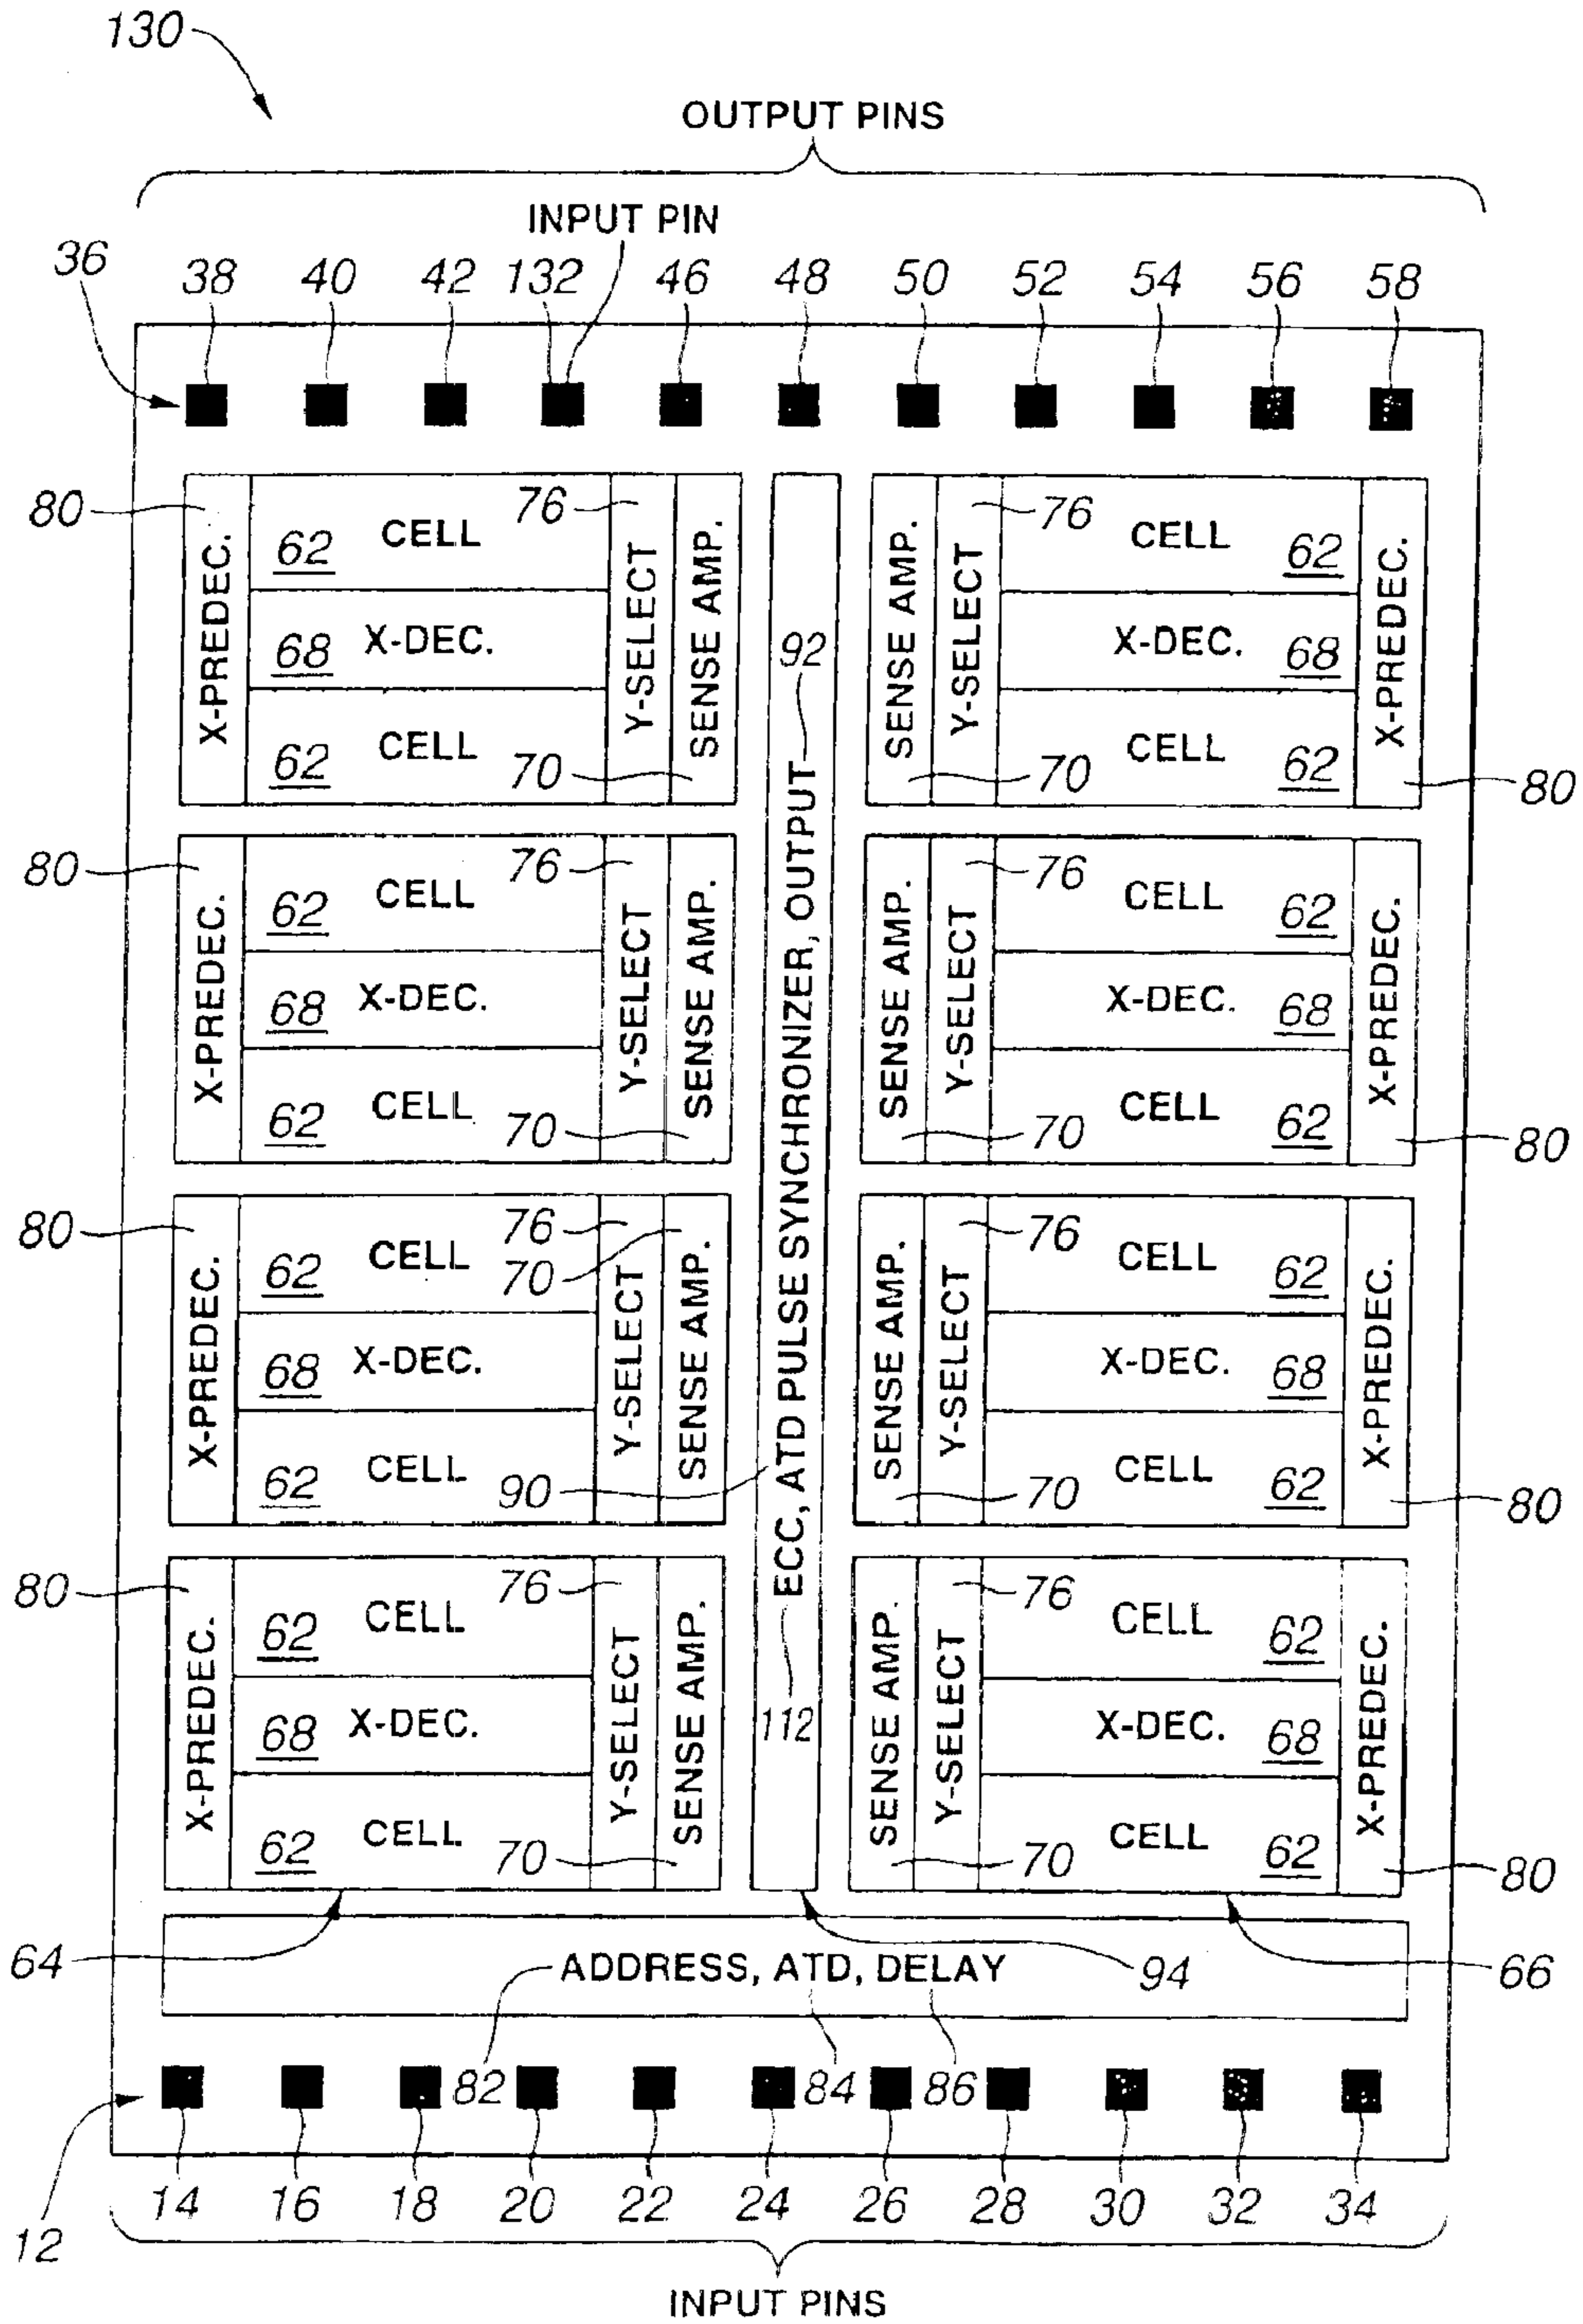 130
OUTPUT PINS
INPUT PIN
36 38 40 42 132 46 48 50 52 54 56 58
80 X-PREDEC. 62 CELL 76 Y-SELECT SENSE AMP.
68 X-DEC.
62 CELL 70
SENSE AMP. Y-SELECT 76 CELL 62 X-PREDEC.
X-DEC. 68
70 CELL 62 80
80 X-PREDEC. 62 CELL 76 Y-SELECT SENSE AMP.
68 X-DEC.
62 CELL 70
SENSE AMP. Y-SELECT 76 CELL 62 X-PREDEC.
X-DEC. 68
70 CELL 62 80
80 X-PREDEC. 62 CELL 76 Y-SELECT SENSE AMP.
70
68 X-DEC.
62 CELL
SENSE AMP. Y-SELECT 76 CELL 62 X-PREDEC.
X-DEC. 68
70 CELL 62 80
80 X-PREDEC. 62 CELL 76 Y-SELECT SENSE AMP.
68 X-DEC.
62 CELL 70
SENSE AMP. Y-SELECT 76 CELL 62 X-PREDEC.
X-DEC. 68
70 CELL 62 80
92
ECC, ATD PULSE SYNCHRONIZER, OUTPUT
90
112
64 94 66
ADDRESS, ATD, DELAY
82 84 86
12 14 16 18 20 22 24 26 28 30 32 34
INPUT PINS